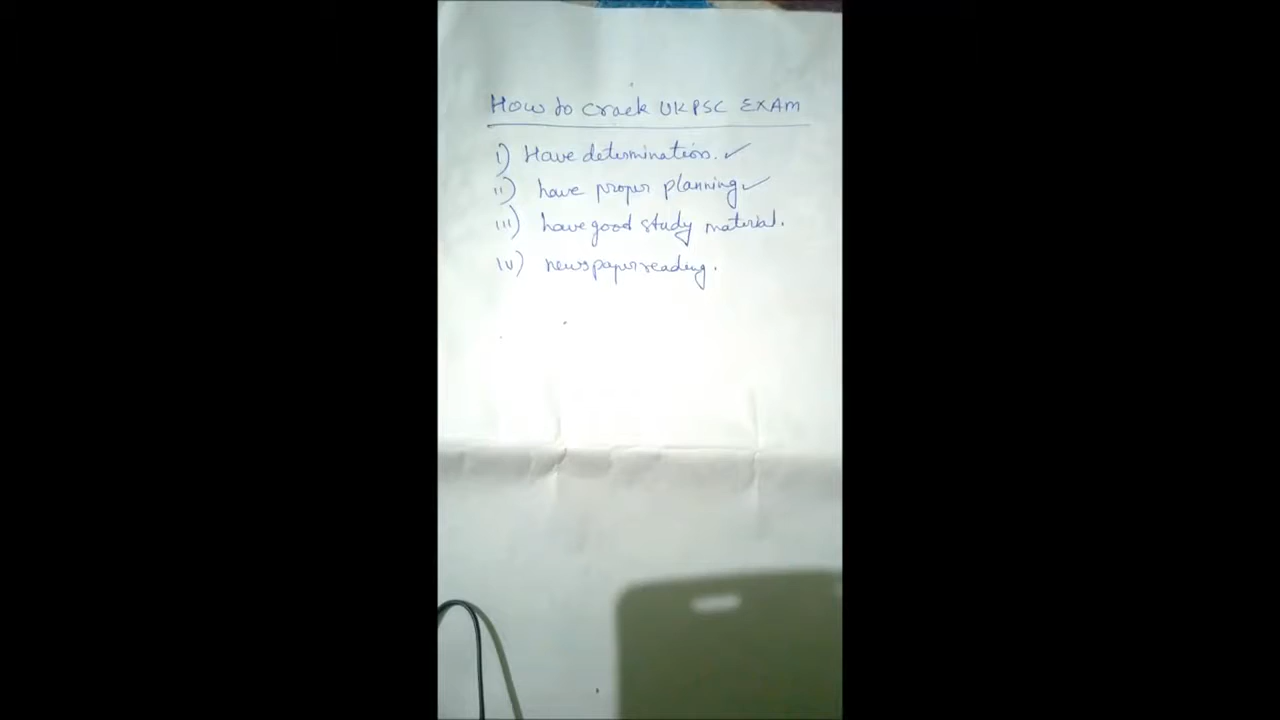 How to crack UKPSC EXAM
i) Have determination. ✓
ii) have proper planning ✓
iii) have good study material.
iv) newspaper reading.